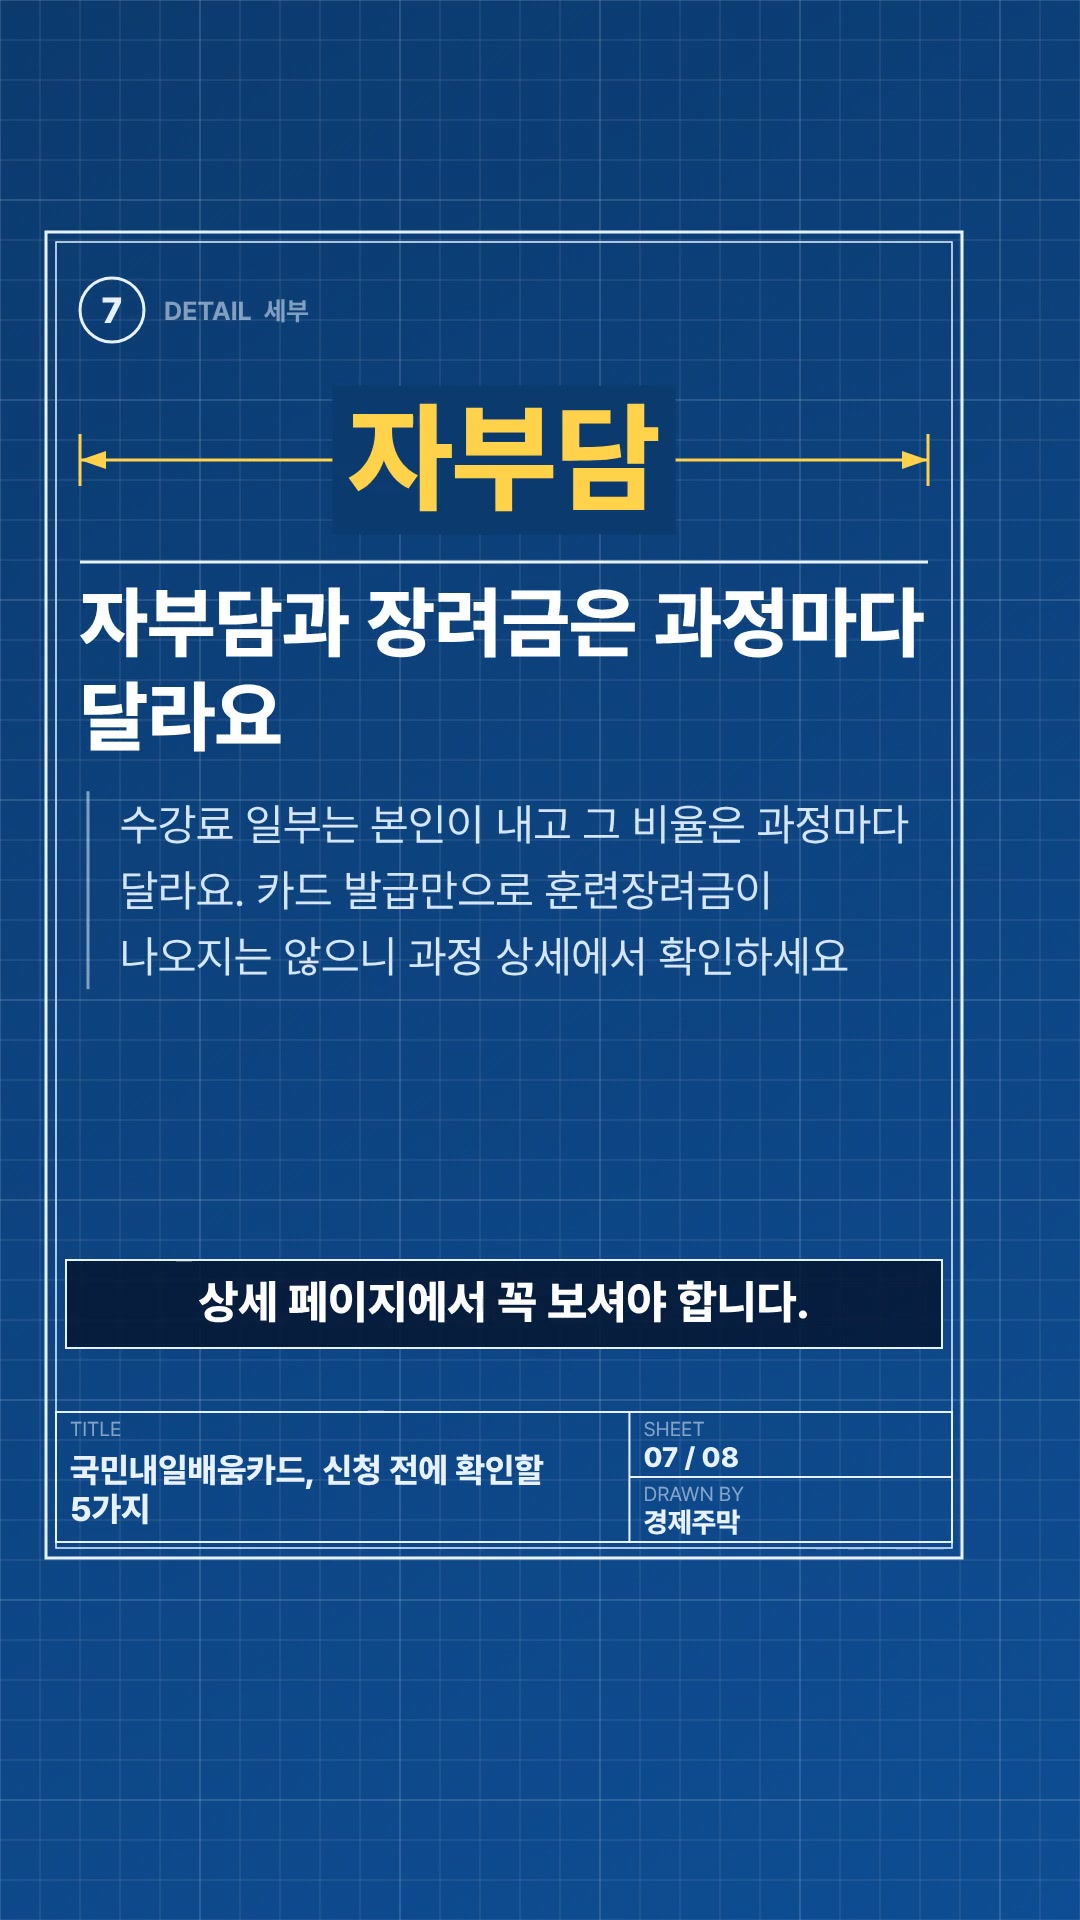 7 DETAIL 세부
자부담
자부담과 장려금은 과정마다
달라요
수강료 일부는 본인이 내고 그 비율은 과정마다
달라요. 카드 발급만으로 훈련장려금이
나오지는 않으니 과정 상세에서 확인하세요
상세 페이지에서 꼭 보셔야 합니다.
TITLE
국민내일배움카드, 신청 전에 확인할
5가지
SHEET
07 / 08
DRAWN BY
경제주막